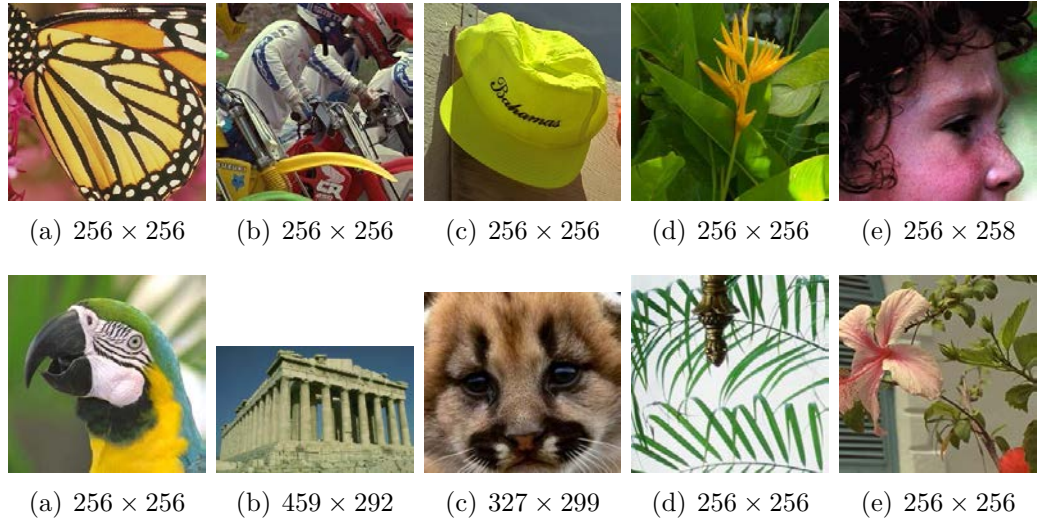 Bahamas
(a) 256 × 256
(b) 256 × 256
(c) 256 × 256
(d) 256 × 256
(e) 256 × 258
(a) 256 × 256
(b) 459 × 292
(c) 327 × 299
(d) 256 × 256
(e) 256 × 256